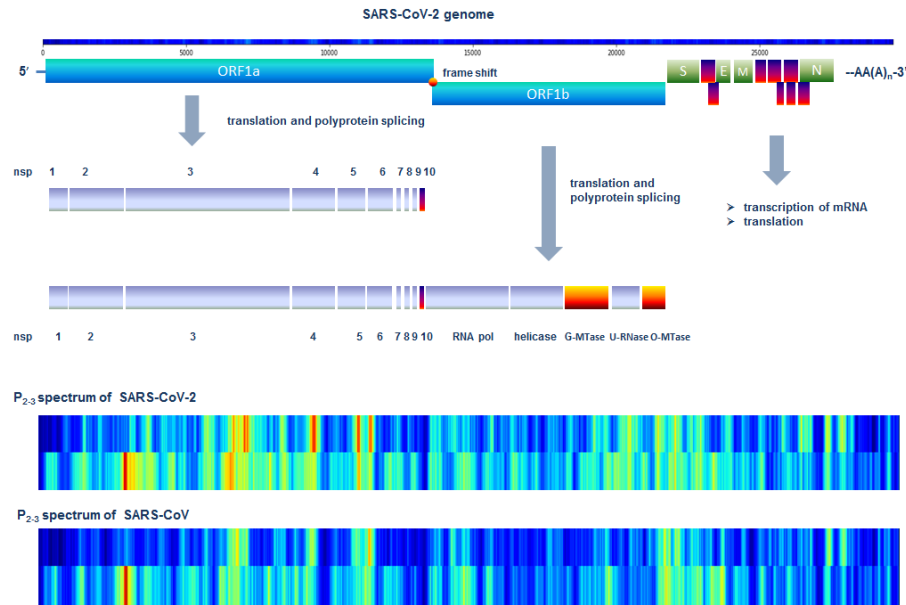 SARS-CoV-2 genome
0 5000 10000 15000 20000 25000
5′ ORF1a S E M N --AA(A)n-3'
frame shift
ORF1b
translation and polyprotein splicing
nsp 1 2 3 4 5 6 7 8 9 10
translation and
polyprotein splicing
➢ transcription of mRNA
➢ translation
nsp 1 2 3 4 5 6 7 8 9 10 RNA pol helicase G-MTase U-RNase O-MTase
P2-3 spectrum of SARS-CoV-2
P2-3 spectrum of SARS-CoV